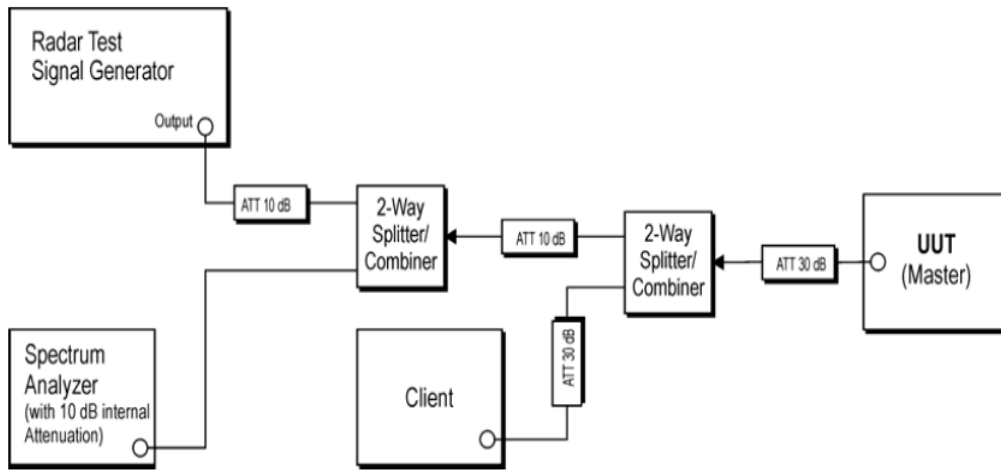 Radar Test
Signal Generator
Output
ATT 10 dB
2-Way
Splitter/
Combiner
ATT 10 dB
2-Way
Splitter/
Combiner
ATT 30 dB
UUT
(Master)
Spectrum
Analyzer
(with 10 dB internal
Attenuation)
Client
ATT 30 dB